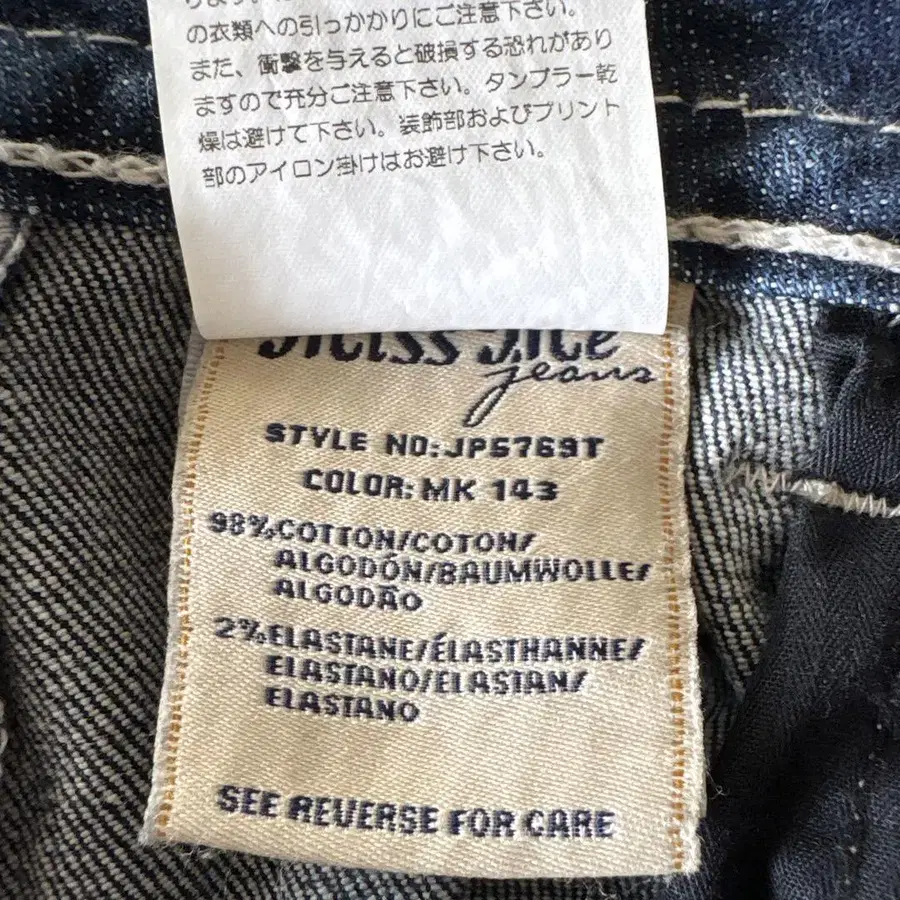 の衣類への引っかかりにご注意下さい。
また、衝撃を与えると破損する恐れがあり
ますので充分ご注意下さい。タンブラー乾
燥は避けて下さい。装飾部およびプリント
部のアイロン掛けはお避け下さい。
Miss Me
jeans
STYLE NO: JP5769T
COLOR: MK 143
98% COTTON/COTON/
ALGODÓN/BAUMWOLLE/
ALGODÃO
2% ELASTANE/ÉLASTHANNE/
ELASTANO/ELASTAN/
ELASTANO
SEE REVERSE FOR CARE